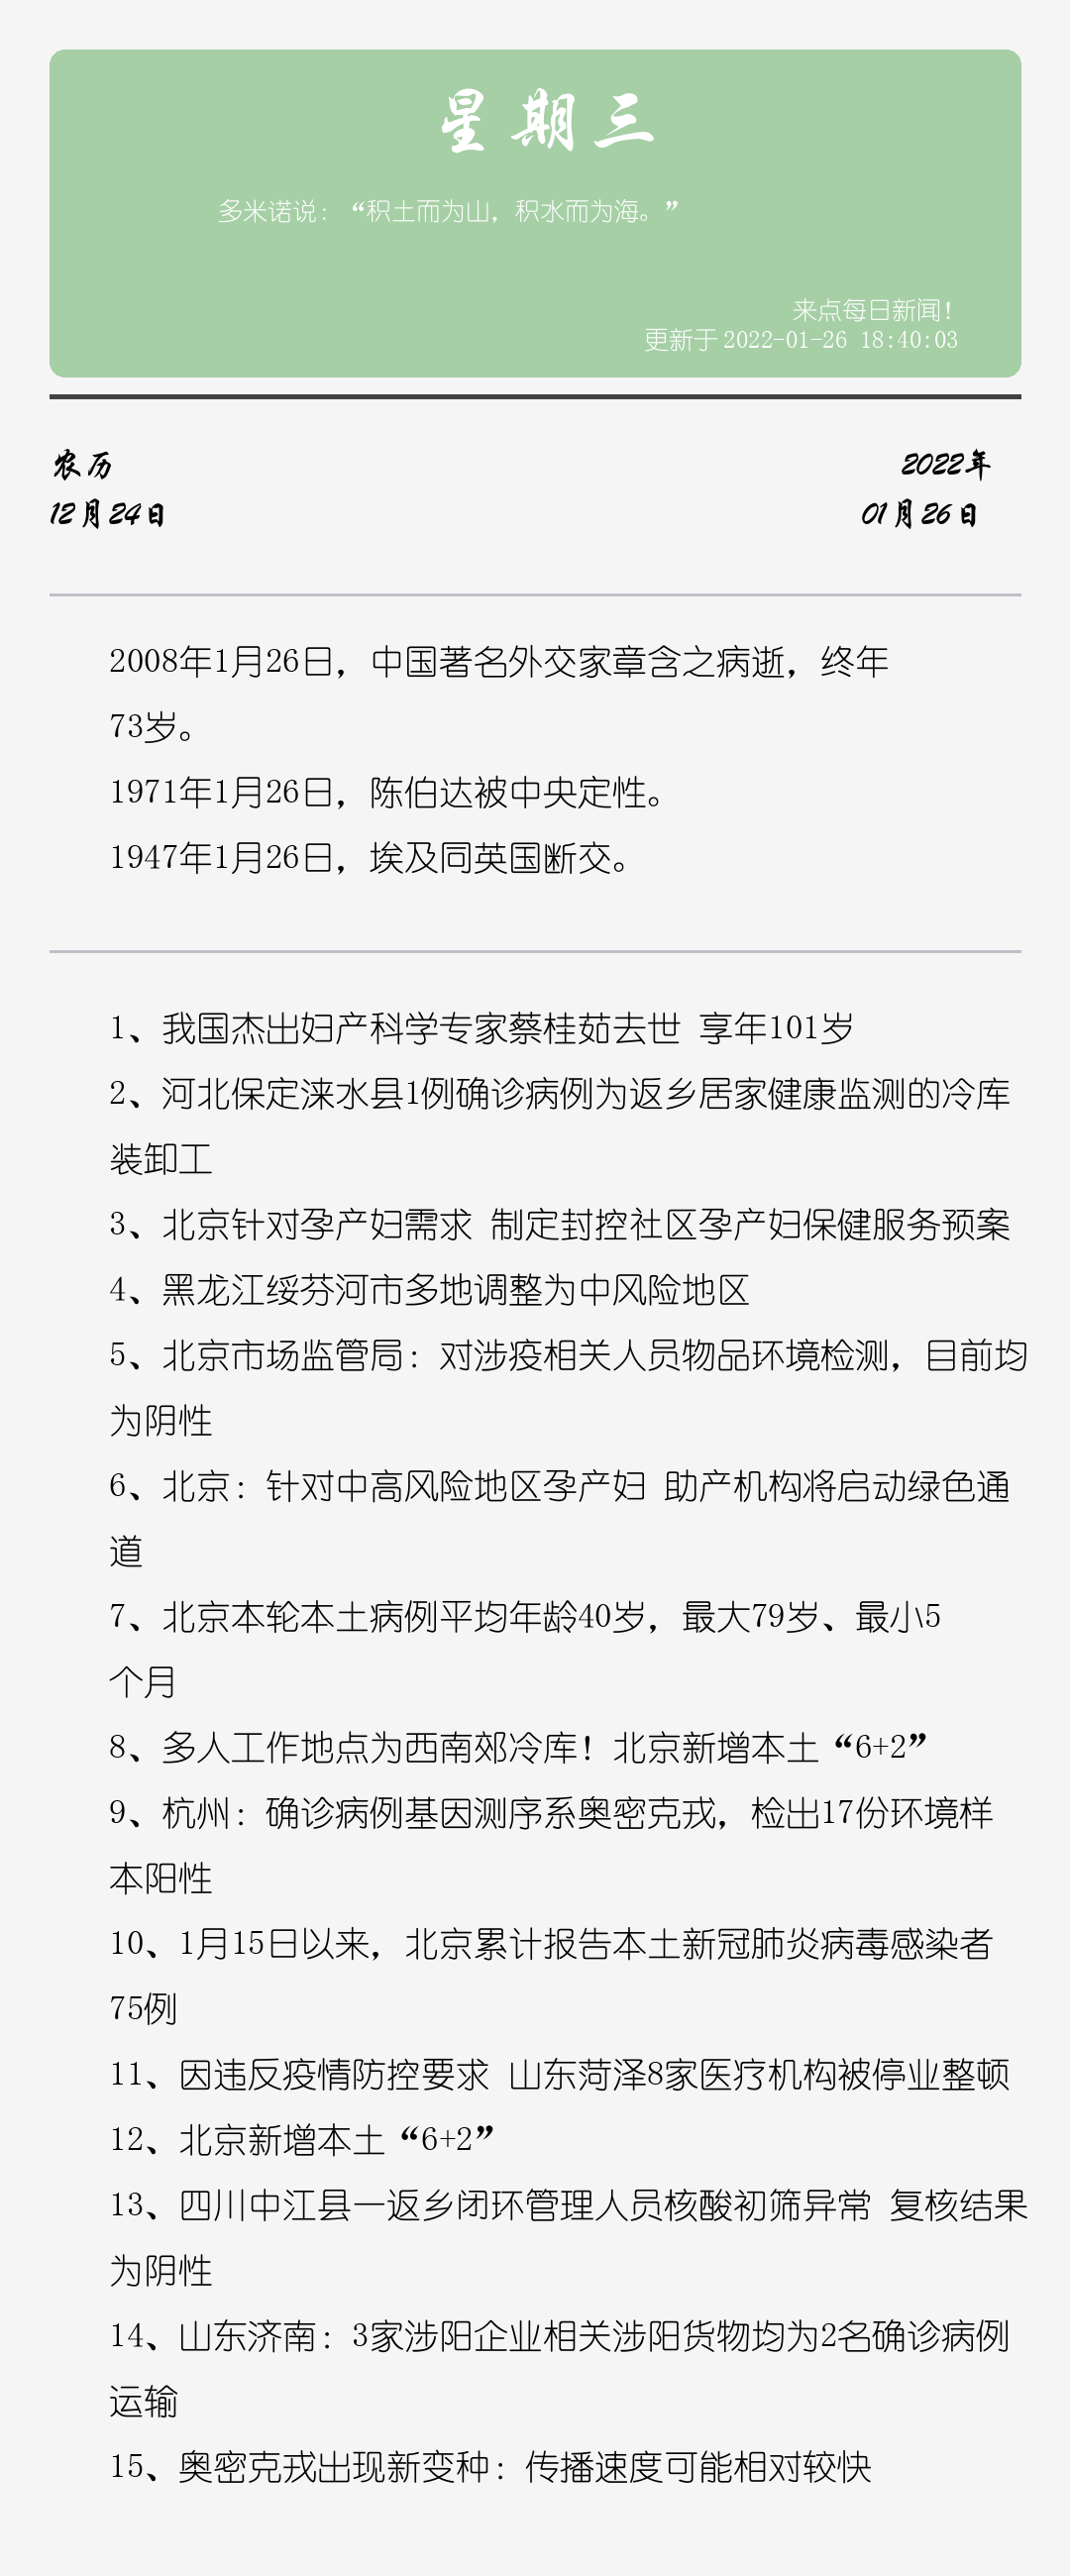 星期三
多米诺说：“积土而为山，积水而为海。”
来点每日新闻！
更新于 2022-01-26 18:40:03
农历
12月24日
2022年
01月26日
2008年1月26日，中国著名外交家章含之病逝，终年
73岁。
1971年1月26日，陈伯达被中央定性。
1947年1月26日，埃及同英国断交。
1、我国杰出妇产科学专家蔡桂茹去世 享年101岁
2、河北保定涞水县1例确诊病例为返乡居家健康监测的冷库
装卸工
3、北京针对孕产妇需求 制定封控社区孕产妇保健服务预案
4、黑龙江绥芬河市多地调整为中风险地区
5、北京市场监管局：对涉疫相关人员物品环境检测，目前均
为阴性
6、北京：针对中高风险地区孕产妇 助产机构将启动绿色通
道
7、北京本轮本土病例平均年龄40岁，最大79岁、最小5
个月
8、多人工作地点为西南郊冷库！北京新增本土“6+2”
9、杭州：确诊病例基因测序系奥密克戎，检出17份环境样
本阳性
10、1月15日以来，北京累计报告本土新冠肺炎病毒感染者
75例
11、因违反疫情防控要求 山东菏泽8家医疗机构被停业整顿
12、北京新增本土“6+2”
13、四川中江县一返乡闭环管理人员核酸初筛异常 复核结果
为阴性
14、山东济南：3家涉阳企业相关涉阳货物均为2名确诊病例
运输
15、奥密克戎出现新变种：传播速度可能相对较快